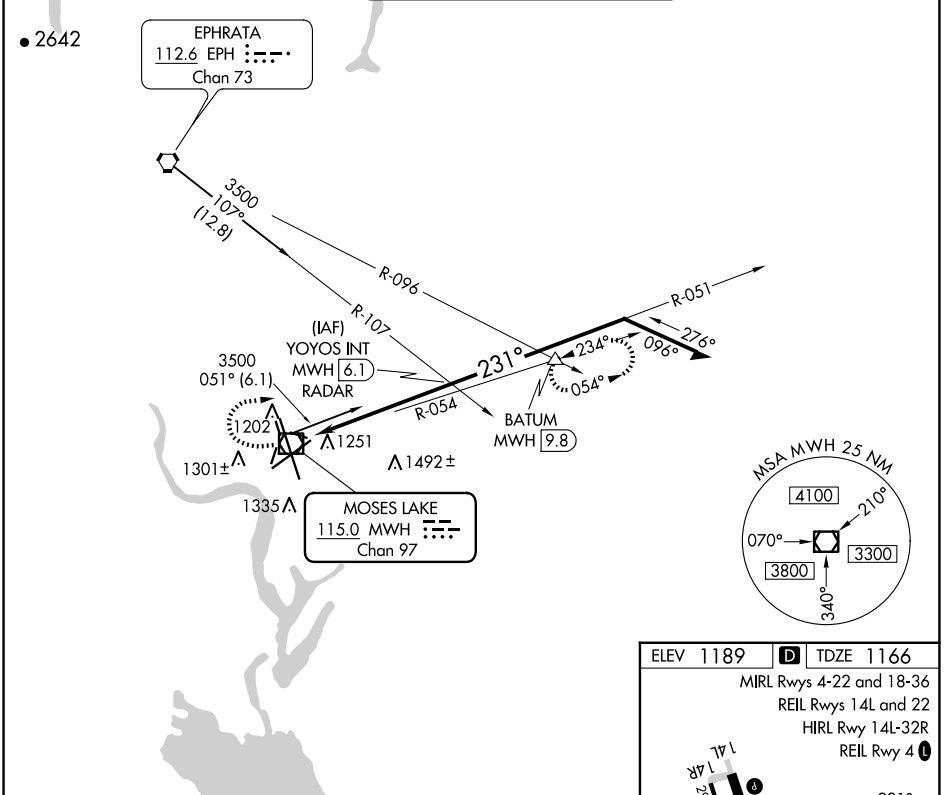 2642
EPHRATA
112.6 EPH
Chan 73
3500
107°
(12.8)
R-096
R-107
R-051
276°
096°
(IAF)
YOYOS INT
MWH 6.1
RADAR
231°
234°
054°
3500
051° (6.1)
R-054
BATUM
MWH 9.8
1202
1251
1301±
1492±
1335
MOSES LAKE
115.0 MWH
Chan 97
MSA MWH 25 NM
4100
210°
070°
3300
3800
340°
ELEV 1189 D TDZE 1166
MIRL Rwys 4-22 and 18-36
REIL Rwys 14L and 22
HIRL Rwy 14L-32R
REIL Rwy 4 L
14L
14R
P